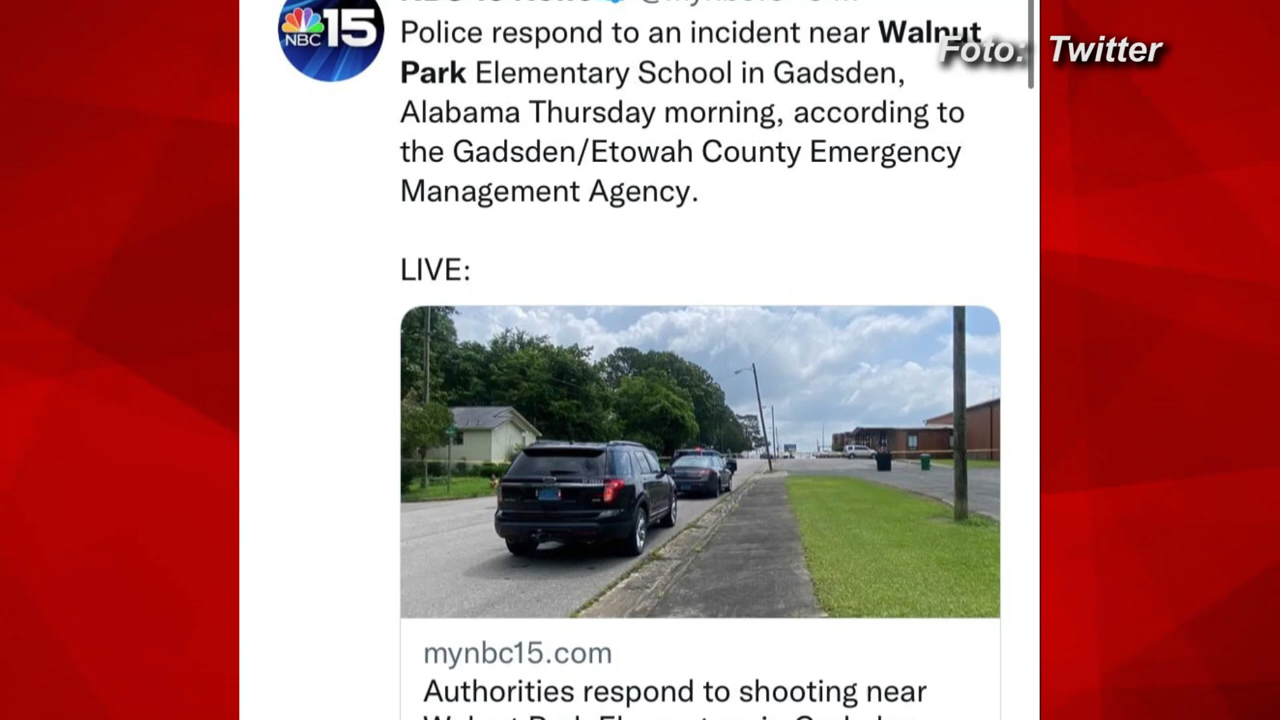 NBC 15
Police respond to an incident near Walnut
Foto: Twitter
Park Elementary School in Gadsden,
Alabama Thursday morning, according to
the Gadsden/Etowah County Emergency
Management Agency.
LIVE:
mynbc15.com
Authorities respond to shooting near